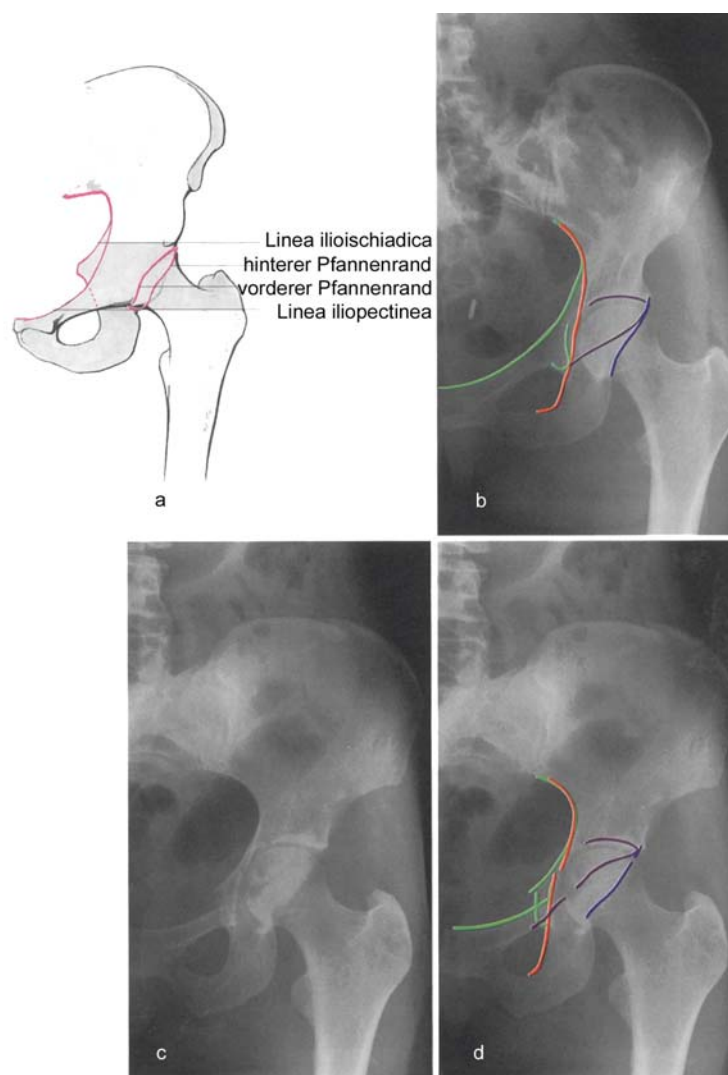 Linea ilioischiadica
hinterer Pfannenrand
vorderer Pfannenrand
Linea iliopectinea
a
b
c
d